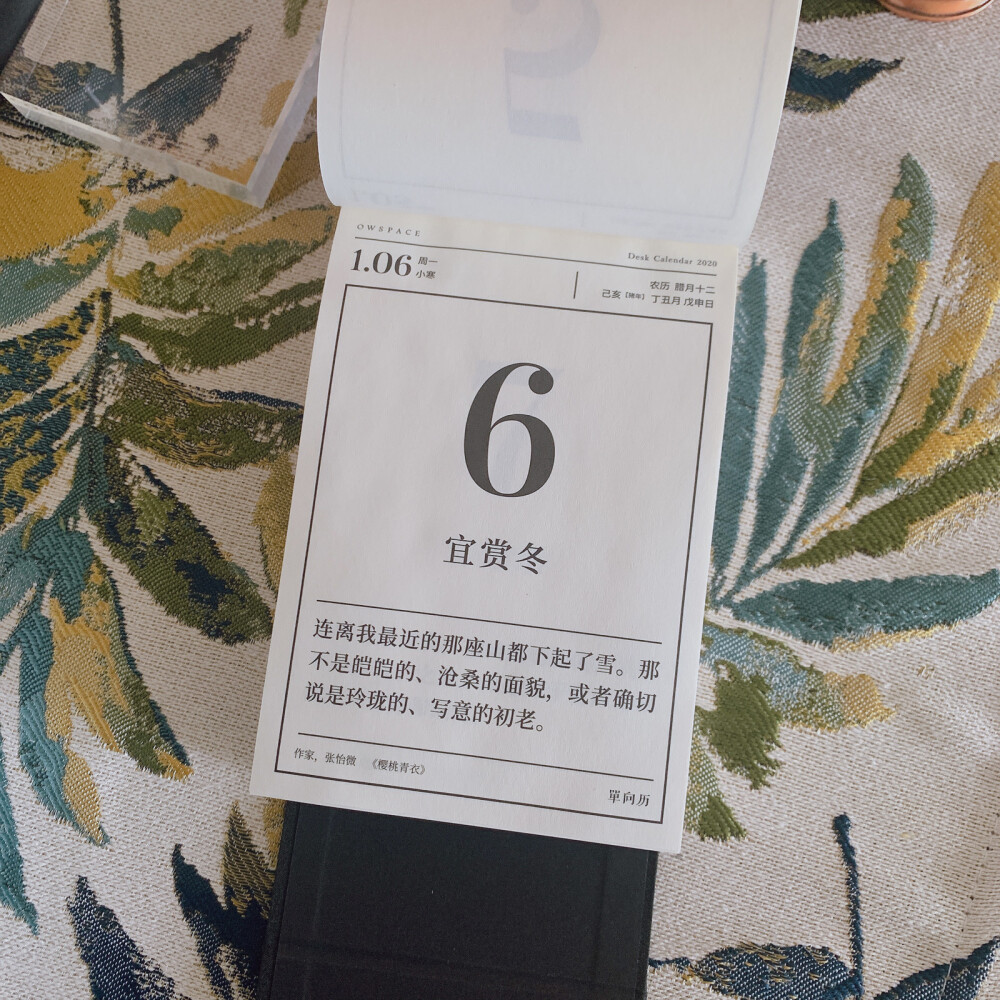 OWSPACE
Desk Calendar 2020
1.06 周一
小寒
农历 腊月十二
己亥【猪年】丁丑月 戊申日
6
宜赏冬
连离我最近的那座山都下起了雪。那
不是皑皑的、沧桑的面貌，或者确切
说是玲珑的、写意的初老。
作家，张怡微 《樱桃青衣》
單向历